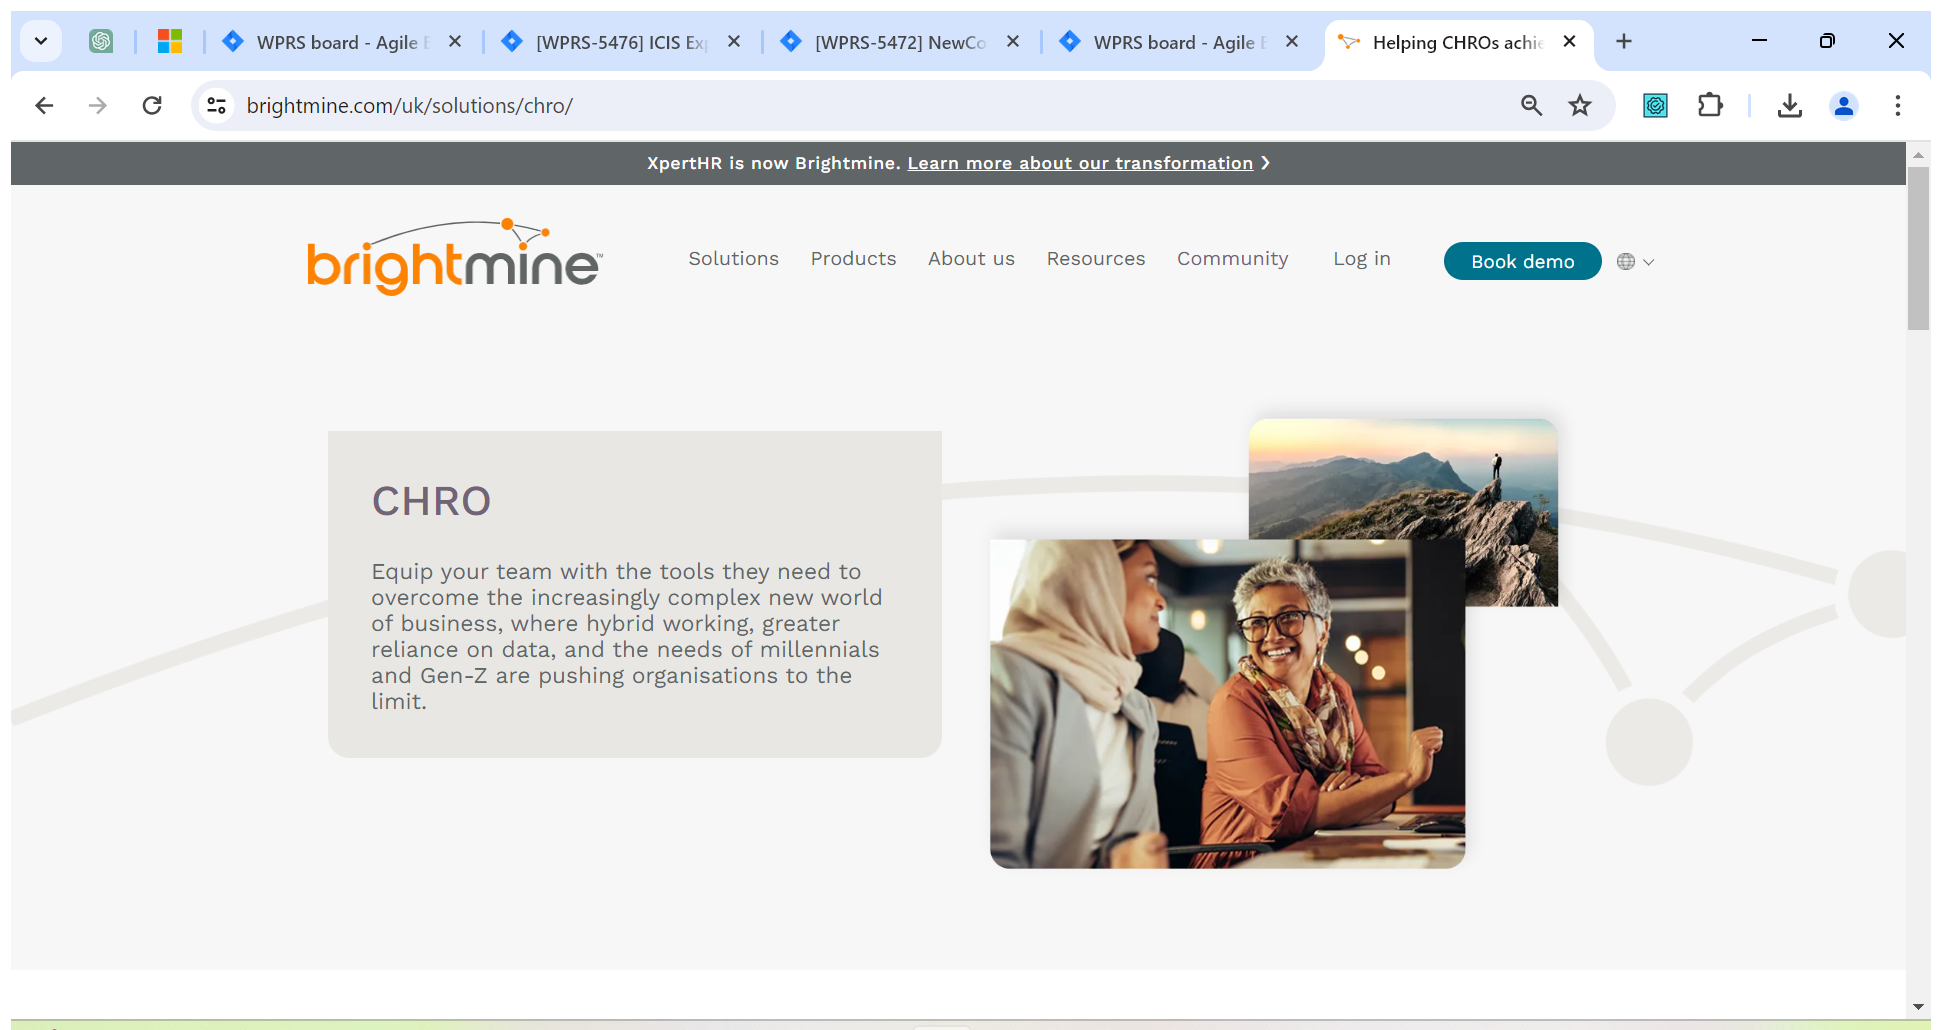 WPRS board - Agile
[WPRS-5476] ICIS Exp
[WPRS-5472] NewCo
WPRS board - Agile
Helping CHROs achie
brightmine.com/uk/solutions/chro/
XpertHR is now Brightmine. Learn more about our transformation ❯
brightmine™
Solutions
Products
About us
Resources
Community
Log in
Book demo
CHRO
Equip your team with the tools they need to
overcome the increasingly complex new world
of business, where hybrid working, greater
reliance on data, and the needs of millennials
and Gen-Z are pushing organisations to the
limit.